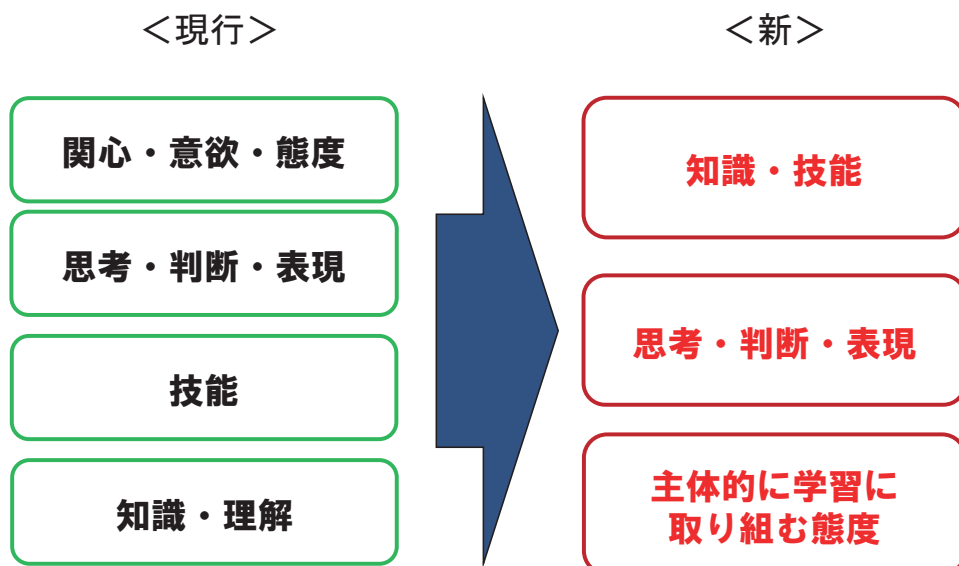 <現行>
関心・意欲・態度
思考・判断・表現
技能
知識・理解
<新>
知識・技能
思考・判断・表現
主体的に学習に
取り組む態度